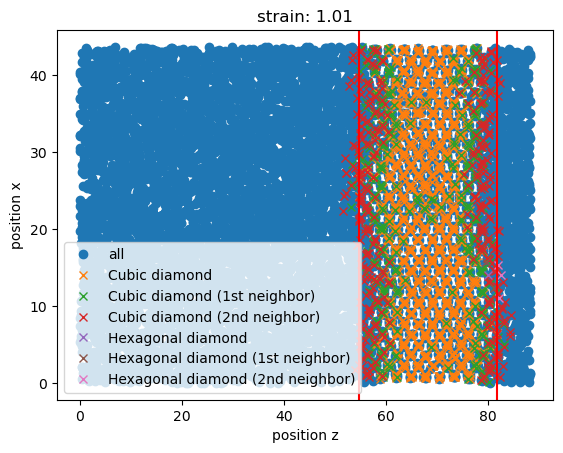 strain: 1.01
position x
40
30
20
10
0
all
Cubic diamond
Cubic diamond (1st neighbor)
Cubic diamond (2nd neighbor)
Hexagonal diamond
Hexagonal diamond (1st neighbor)
Hexagonal diamond (2nd neighbor)
0 20 40 60 80
position z